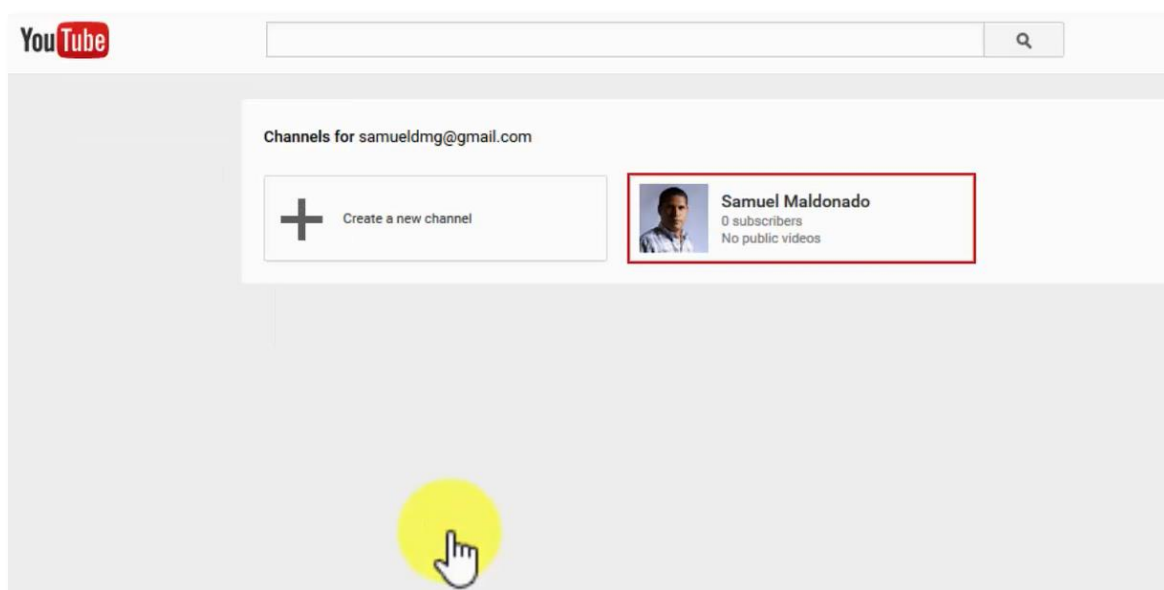 YouTube
Channels for samueldmg@gmail.com
Create a new channel
Samuel Maldonado
0 subscribers
No public videos